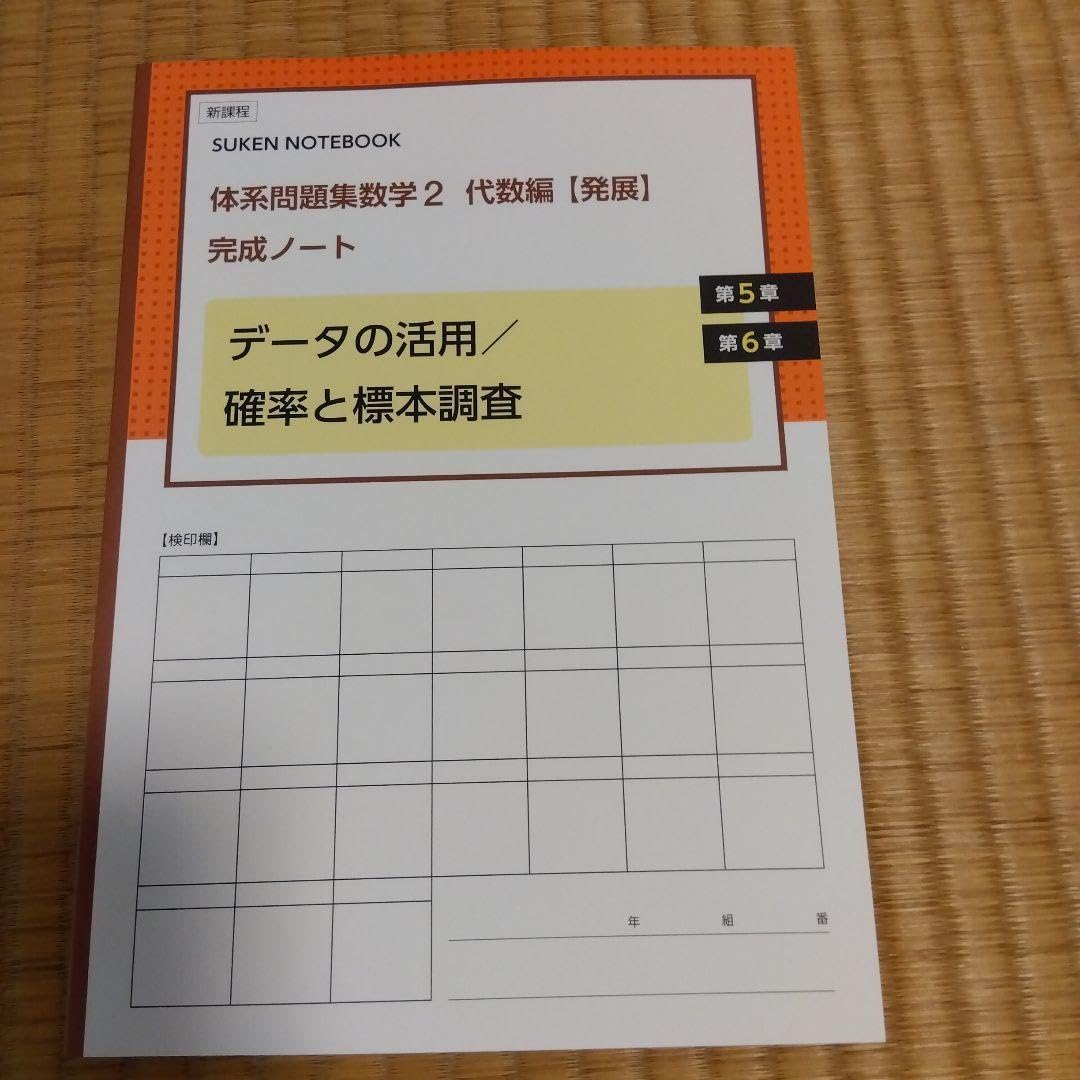 新課程
SUKEN NOTEBOOK
体系問題集数学2 代数編【発展】
完成ノート
第5章
第6章
データの活用／
確率と標本調査
【検印欄】
年 組 番